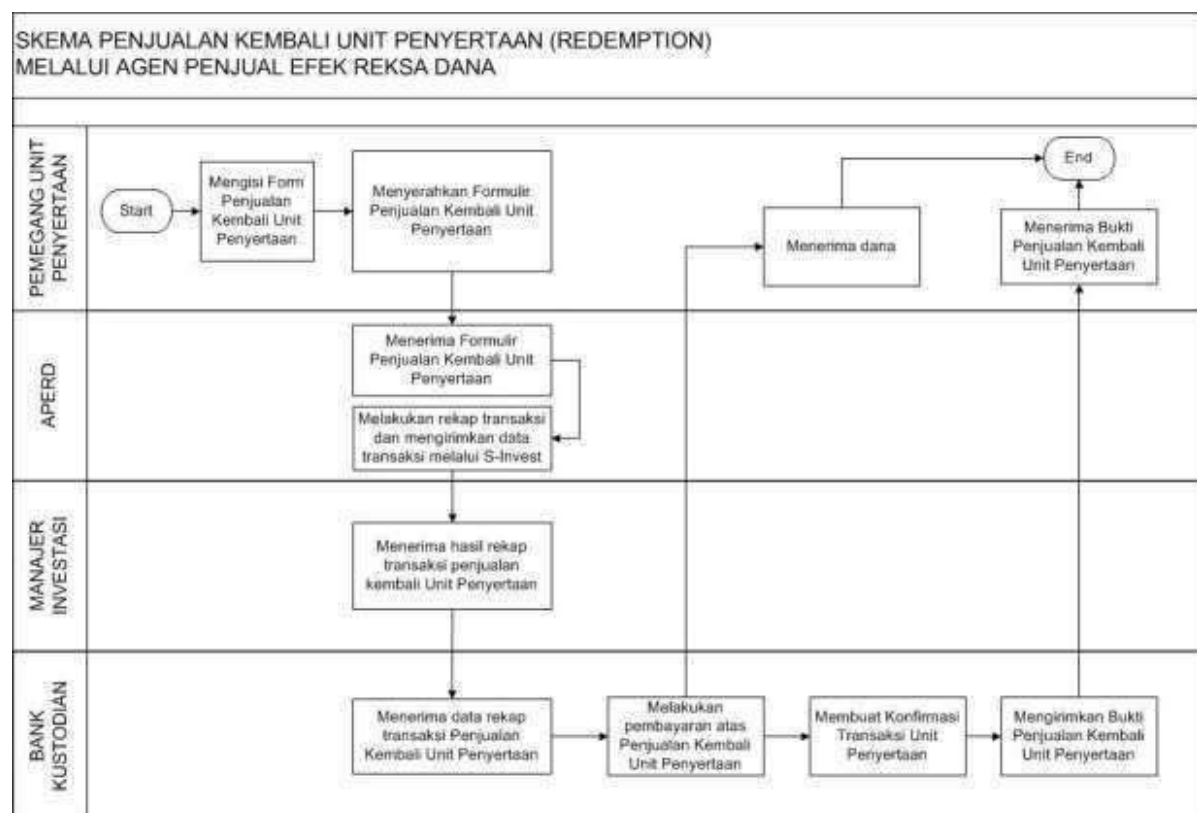 SKEMA PENJUALAN KEMBALI UNIT PENYERTAAN (REDEMPTION)
MELALUI AGEN PENJUAL EFEK REKSA DANA
PEMEGANG UNIT
PENYERTAAN
Start
Mengisi Form
Penjualan
Kembali Unit
Penyertaan
Menyerahkan Formulir
Penjualan Kembali Unit
Penyertaan
Menerima dana
End
Menerima Bukti
Penjualan Kembali
Unit Penyertaan
APERD
Menerima Formulir
Penjualan Kembali Unit
Penyertaan
Melakukan rekap transaksi
dan mengirimkan data
transaksi melalui S-Invest
MANAJER
INVESTASI
Menerima hasil rekap
transaksi penjualan
kembali Unit Penyertaan
BANK
KUSTODIAN
Menerima data rekap
transaksi Penjualan
Kembali Unit Penyertaan
Melakukan
pembayaran atas
Penjualan Kembali
Unit Penyertaan
Membuat Konfirmasi
Transaksi Unit
Penyertaan
Mengirimkan Bukti
Penjualan Kembali
Unit Penyertaan